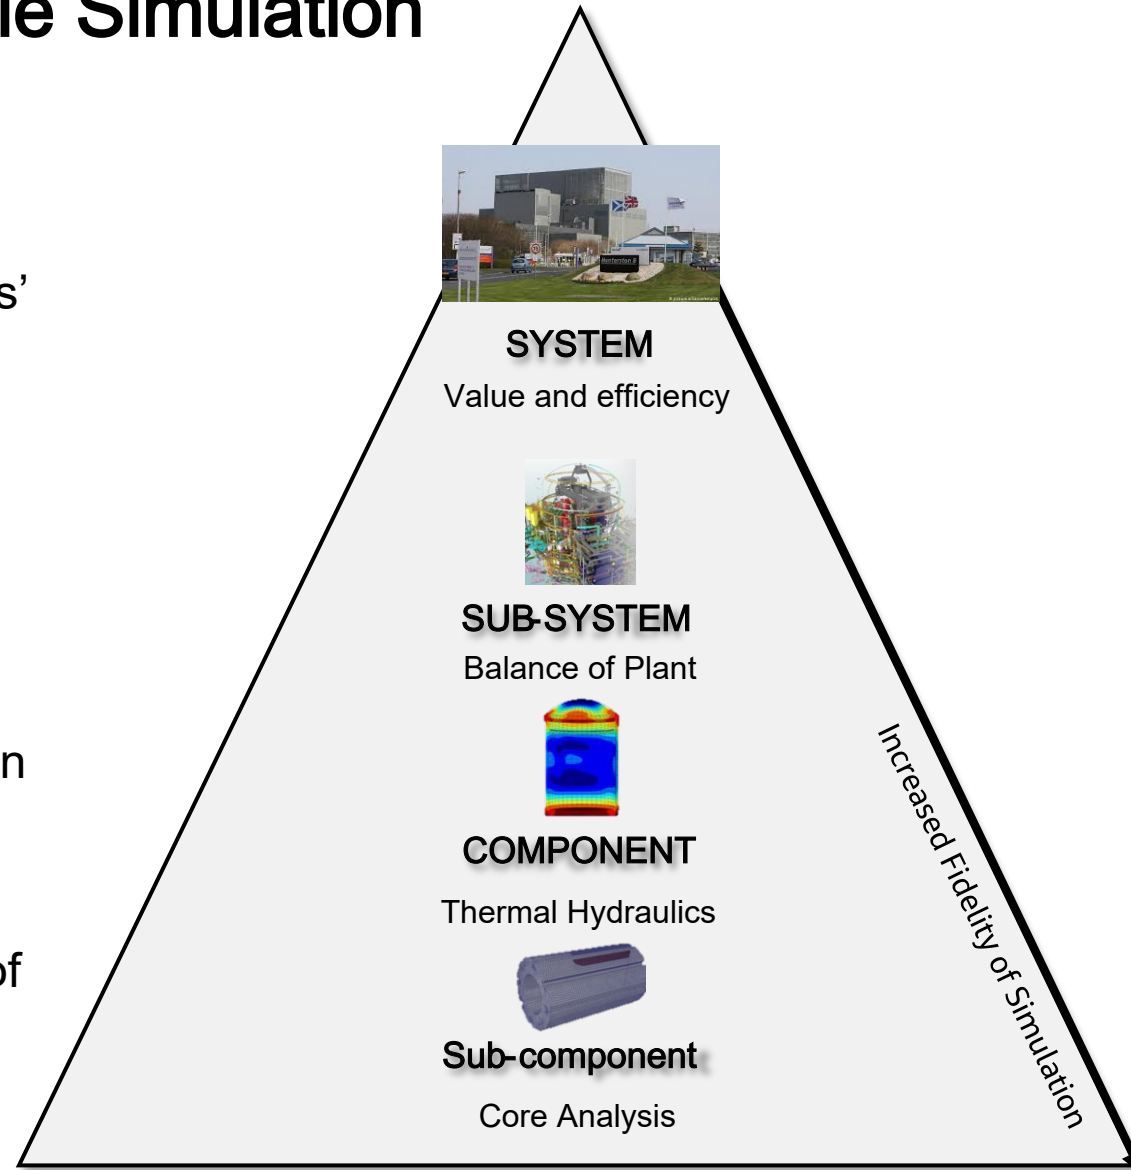 le Simulation
s’
Hunterston B
SYSTEM
Value and efficiency
SUB-SYSTEM
Balance of Plant
n
COMPONENT
Thermal Hydraulics
of
Sub-component
Core Analysis
Increased Fidelity of Simulation